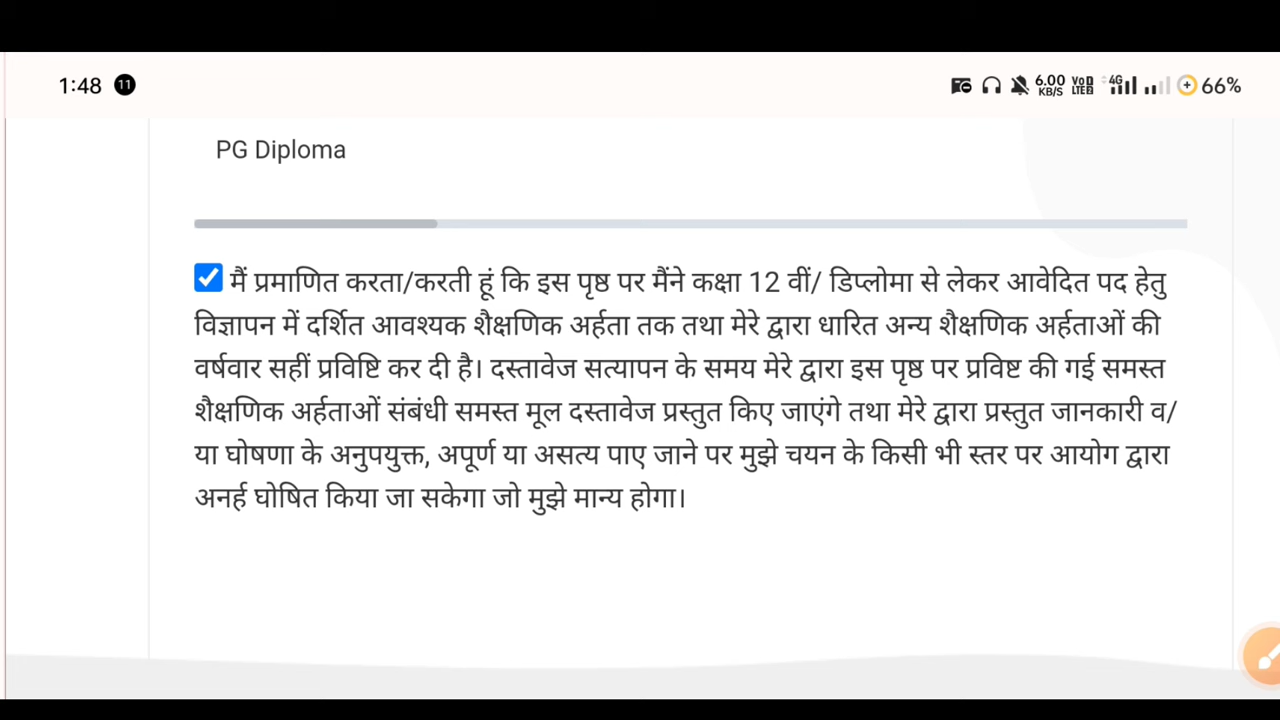 1:48 11 6.00 KB/S VoD LTE2 4G 66%
PG Diploma
मैं प्रमाणित करता/करती हूं कि इस पृष्ठ पर मैंने कक्षा 12 वीं/ डिप्लोमा से लेकर आवेदित पद हेतु
विज्ञापन में दर्शित आवश्यक शैक्षणिक अर्हता तक तथा मेरे द्वारा धारित अन्य शैक्षणिक अर्हताओं की
वर्षवार सहीं प्रविष्टि कर दी है। दस्तावेज सत्यापन के समय मेरे द्वारा इस पृष्ठ पर प्रविष्ट की गई समस्त
शैक्षणिक अर्हताओं संबंधी समस्त मूल दस्तावेज प्रस्तुत किए जाएंगे तथा मेरे द्वारा प्रस्तुत जानकारी व/
या घोषणा के अनुपयुक्त, अपूर्ण या असत्य पाए जाने पर मुझे चयन के किसी भी स्तर पर आयोग द्वारा
अनर्ह घोषित किया जा सकेगा जो मुझे मान्य होगा।